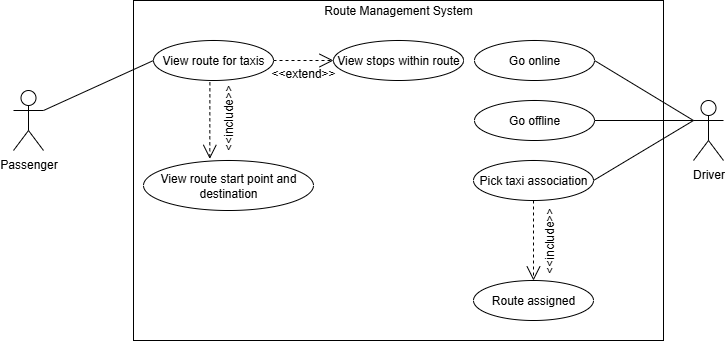 Route Management System
View route for taxis
<<extend>>
View stops within route
Go online
<<include>>
Go offline
Passenger
Driver
View route start point and
destination
Pick taxi association
<<include>>
Route assigned